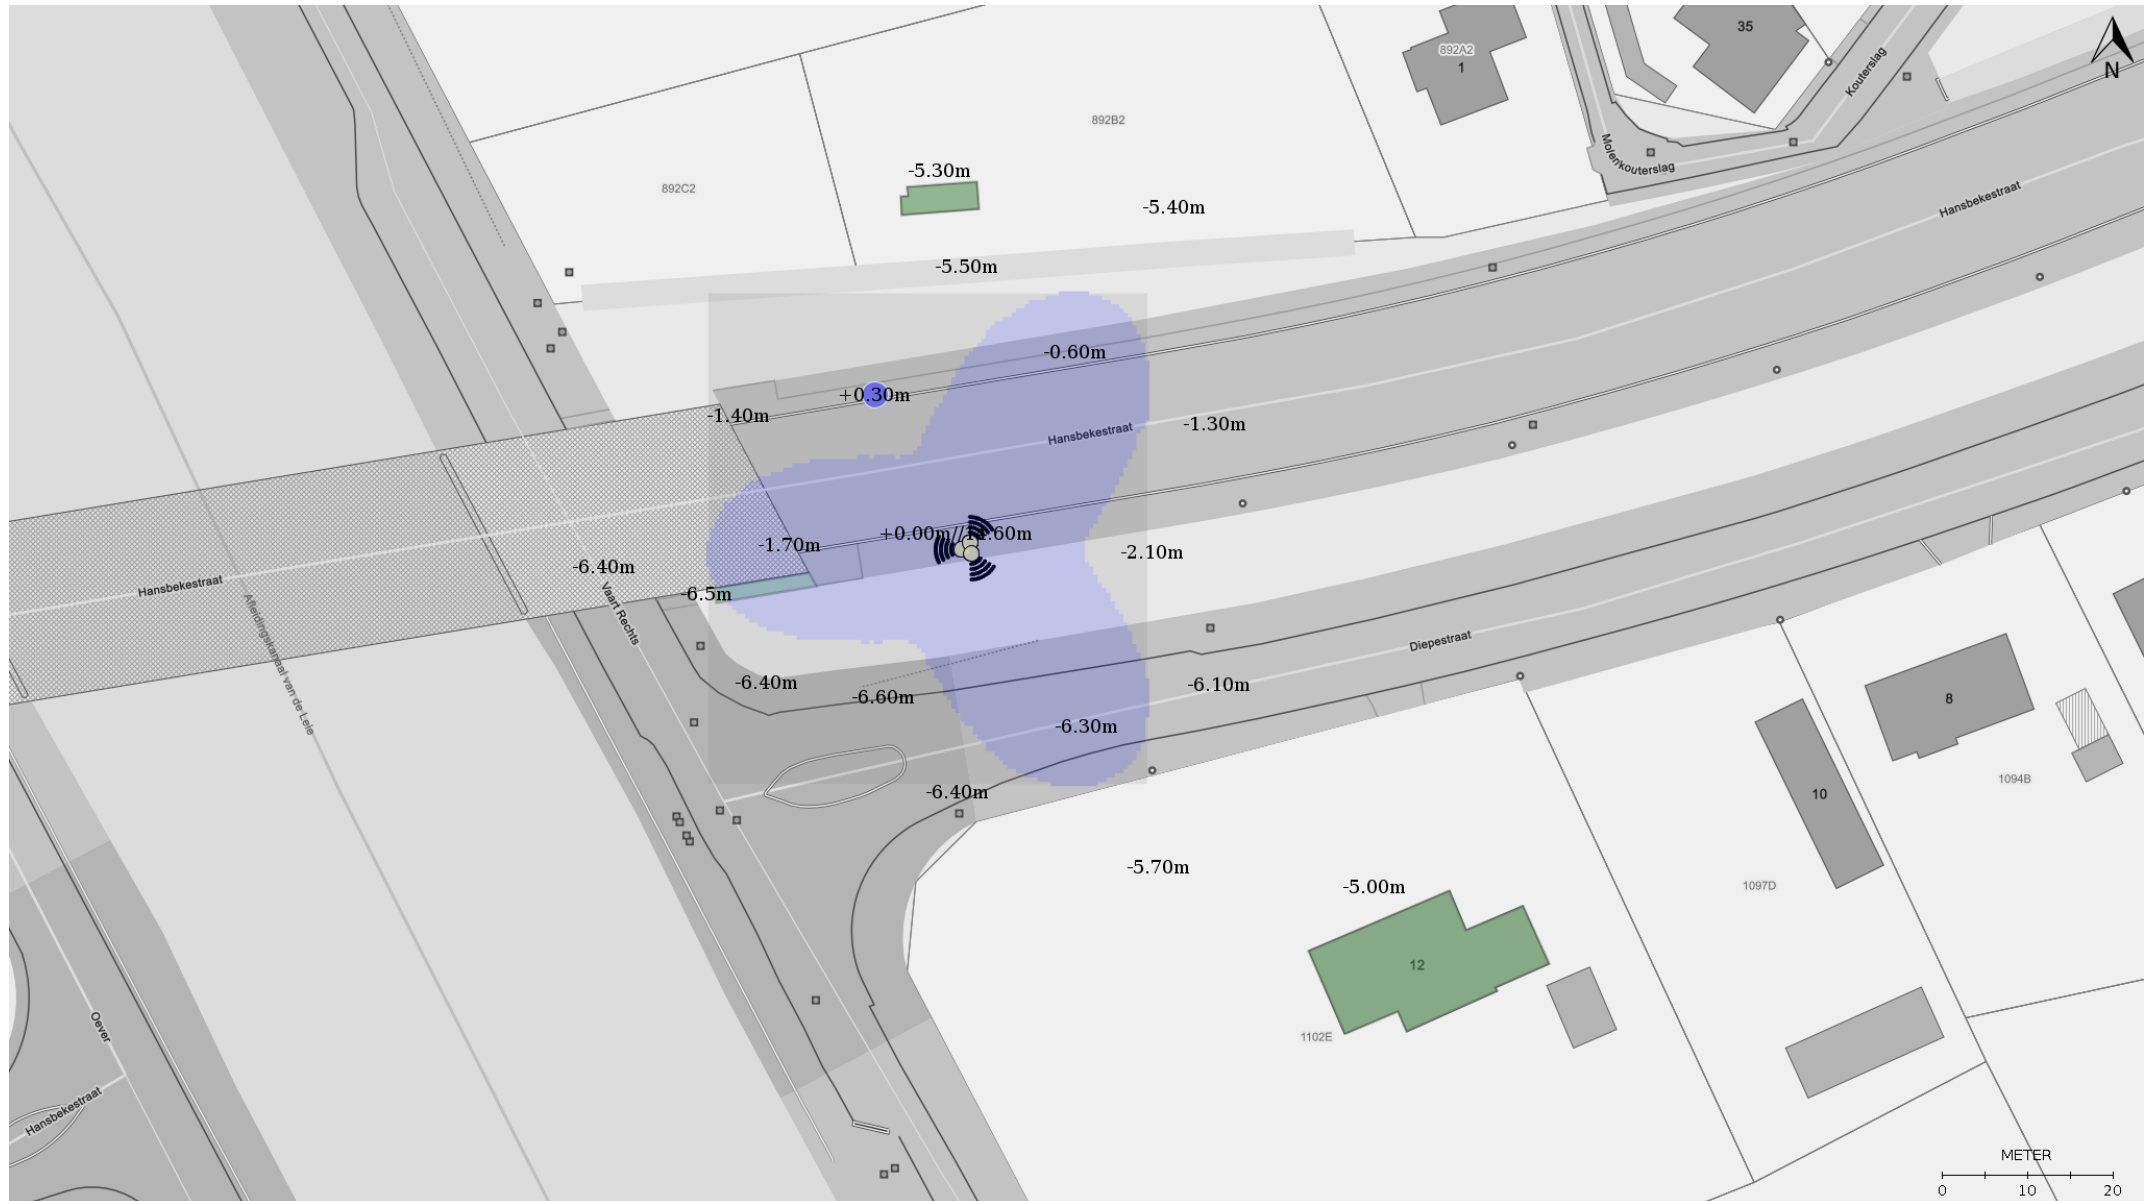 35
892A2
1
Kouterslag
N
892B2
Molenkouterslag
-5.30m
892C2
-5.40m
Hansbekestraat
-5.50m
-0.60m
+0.30m
-1.40m
-1.30m
Hansbekestraat
-1.70m
-2.10m
-6.40m
Hansbekestraat
-6.5m
Vaart Rechts
Afleidingskanaal van de Leie
Diepestraat
-6.40m
-6.60m
-6.10m
-6.30m
8
1094B
10
-6.40m
-5.70m
-5.00m
1097D
12
Oever
1102E
Hansbekestraat
METER
0 10 20